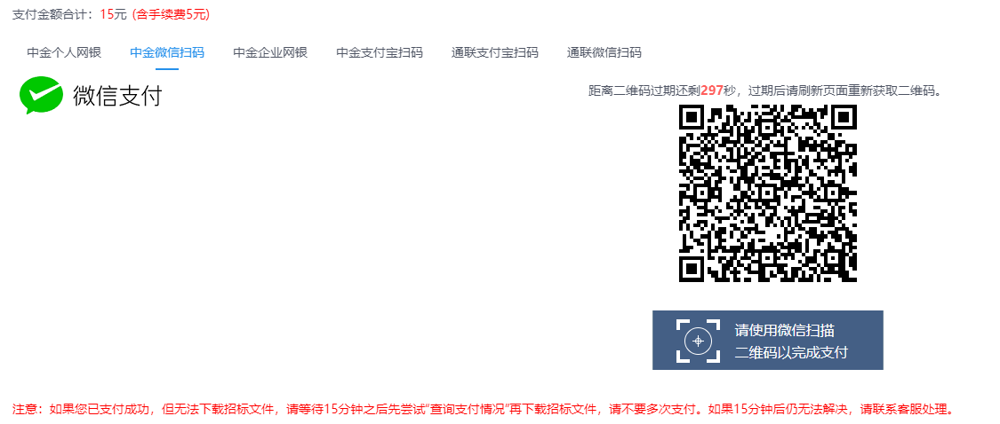 支付金额合计：15元 (含手续费5元)
中金个人网银 中金微信扫码 中金企业网银 中金支付宝扫码 通联支付宝扫码 通联微信扫码
微信支付
距离二维码过期还剩297秒，过期后请刷新页面重新获取二维码。
请使用微信扫描
二维码以完成支付
注意：如果您已支付成功，但无法下载招标文件，请等待15分钟之后先尝试“查询支付情况”再下载招标文件，请不要多次支付。如果15分钟后仍无法解决，请联系客服处理。